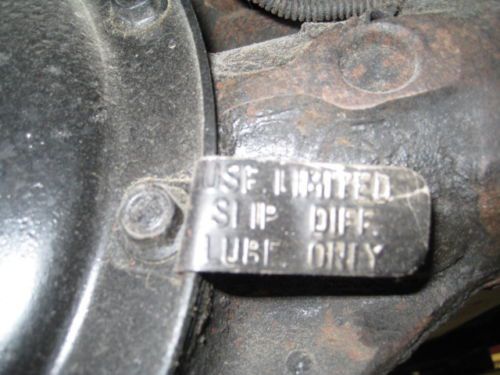 USE LIMITED
SLIP DIFF.
LUBE ONLY